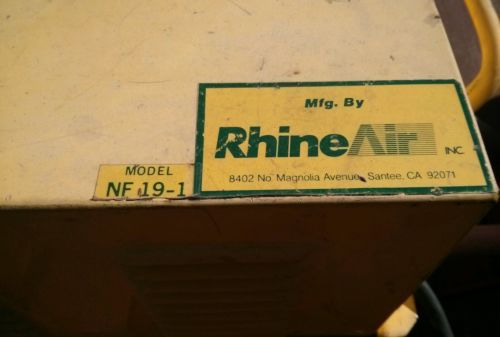 Mfg. By
RhineAir INC.
8402 No. Magnolia Avenue, Santee, CA 92071
MODEL
NF 19-1